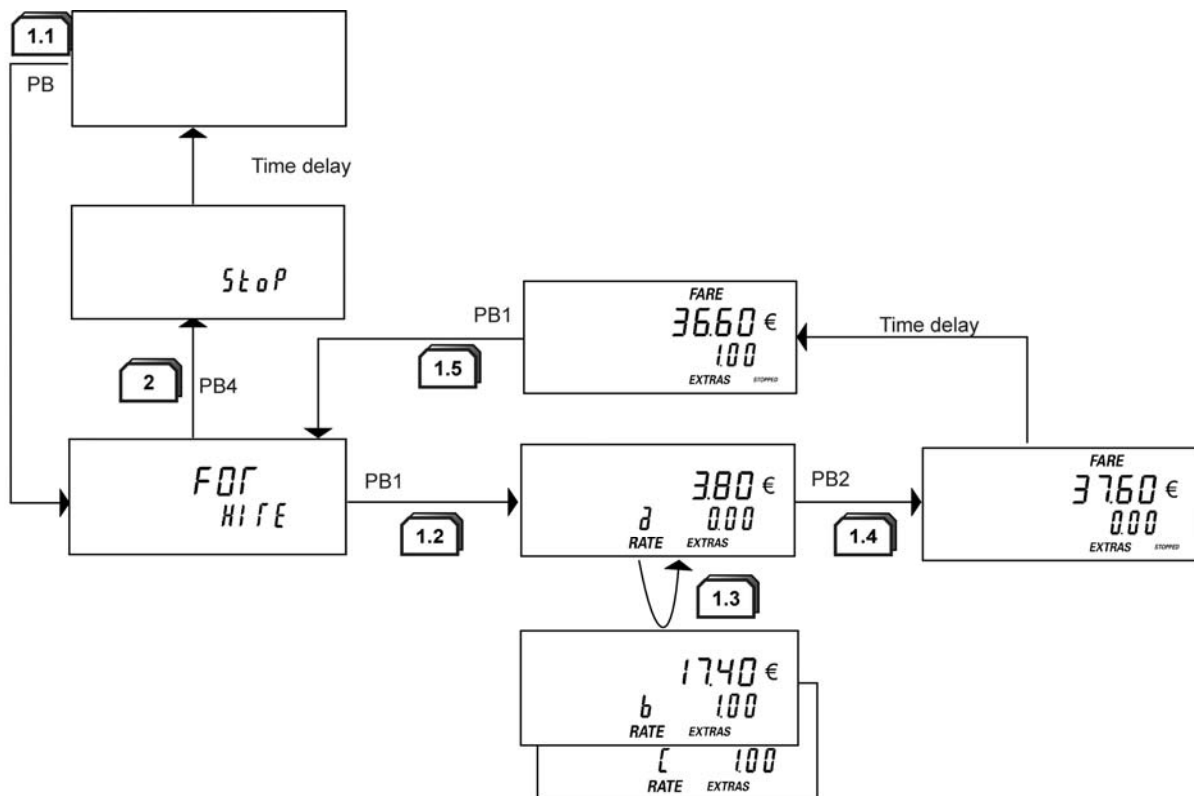 1.1
PB
Time delay
StoP
PB1
1.5
FARE
36.60 €
1.00
EXTRAS STOPPED
Time delay
2
PB4
FOr
HIrE
PB1
1.2
3.80 €
a 0.00
RATE EXTRAS
PB2
1.4
FARE
37.60 €
0.00
EXTRAS STOPPED
1.3
17.40 €
b 1.00
RATE EXTRAS
C 1.00
RATE EXTRAS